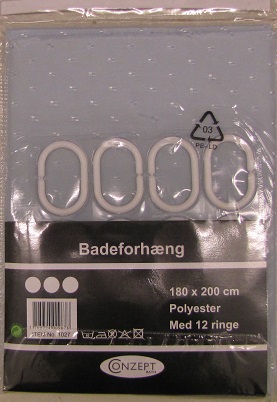 Badeforhæng
180 x 200 cm
Polyester
Med 12 ringe
CONZEPT
03